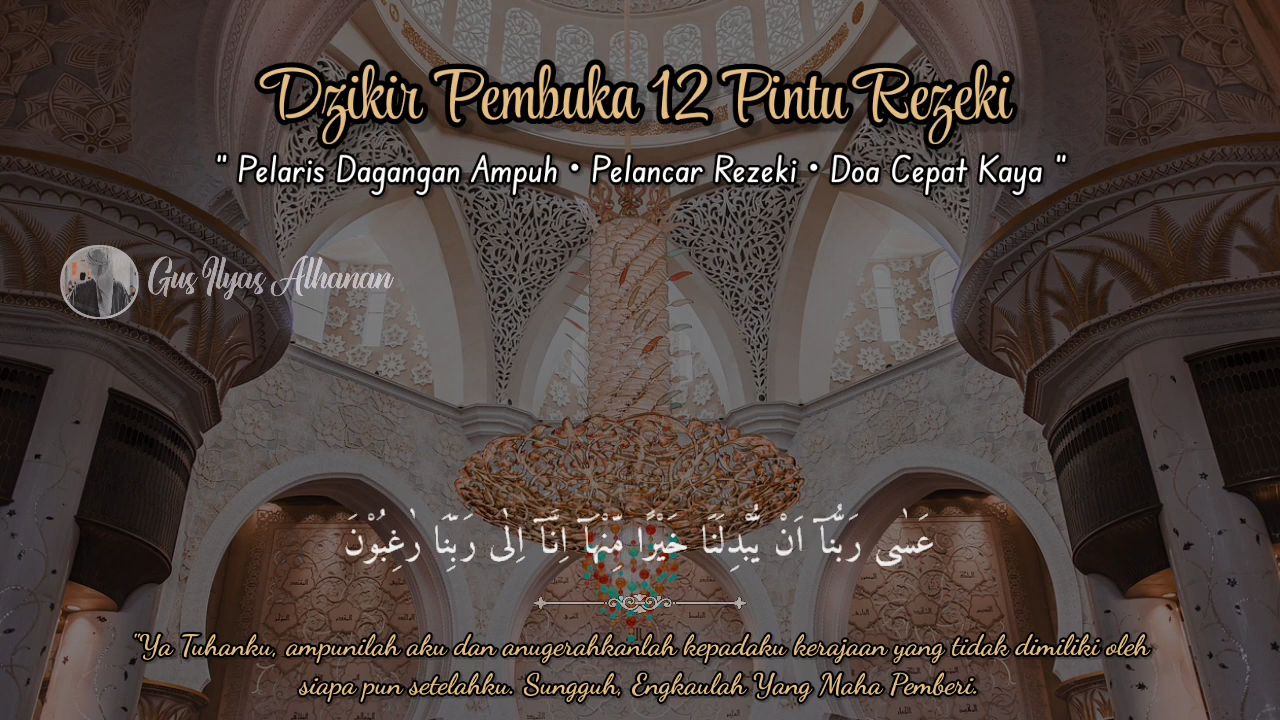 Dzikir Pembuka 12 Pintu Rezeki
" Pelaris Dagangan Ampuh • Pelancar Rezeki • Doa Cepat Kaya "
Gus Ilyas Alhanan
عَسٰى رَبُّنَآ اَنْ يُّبْدِلَنَا خَيْرًا مِّنْهَآ اِنَّآ اِلٰى رَبِّنَا رٰغِبُوْنَ
"Ya Tuhanku, ampunilah aku dan anugerahkanlah kepadaku kerajaan yang tidak dimiliki oleh
siapa pun setelahku. Sungguh, Engkaulah Yang Maha Pemberi.